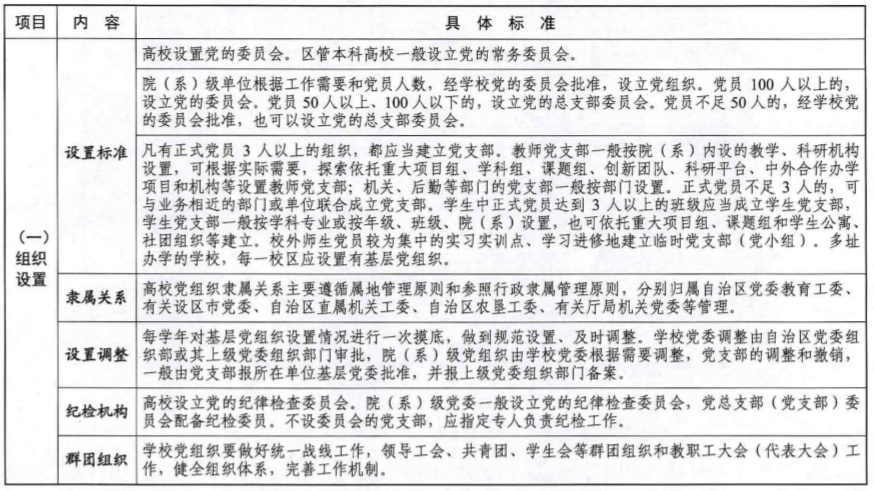 项目 内容 具体标准
高校设置党的委员会。区管本科高校一般设立党的常务委员会。
院（系）级单位根据工作需要和党员人数，经学校党的委员会批准，设立党组织。党员 100 人以上的，
设立党的委员会。党员 50 人以上、100 人以下的，设立党的总支部委员会。党员不足 50 人的，经学校党
的委员会批准，也可以设立党的总支部委员会。
设置标准
凡有正式党员 3 人以上的组织，都应当建立党支部。教师党支部一般按院（系）内设的教学、科研机构
设置，可根据实际需要，探索依托重大项目组、学科组、课题组、创新团队、科研平台、中外合作办学
项目和机构等设置教师党支部；机关、后勤等部门的党支部一般按部门设置。正式党员不足 3 人的，可
与业务相近的部门或单位联合成立党支部。学生中正式党员达到 3 人以上的班级应当成立学生党支部，
学生党支部一般按学科专业或按年级、班级、院（系）设置，也可依托重大项目组、课题组和学生公寓、
社团组织等建立。校外师生党员较为集中的实习实训点、学习进修地建立临时党支部（党小组）。多址
办学的学校，每一校区应设置有基层党组织。
（一）
组织
设置
隶属关系
高校党组织隶属关系主要遵循属地管理原则和参照行政隶属管理原则，分别归属自治区党委教育工委、
有关设区市党委、自治区直属机关工委、自治区农垦工委、有关厅局机关党委等管理。
设置调整
每学年对基层党组织设置情况进行一次摸底，做到规范设置、及时调整。学校党委调整由自治区党委组
织部或其上级党委组织部门审批，院（系）级党组织由学校党委根据需要调整，党支部的调整和撤销，
一般由党支部报所在单位基层党委批准，并报上级党委组织部门备案。
纪检机构
高校设立党的纪律检查委员会。院（系）级党委一般设立党的纪律检查委员会，党总支部（党支部）委
员会配备纪检委员。不设委员会的党支部，应指定专人负责纪检工作。
群团组织
学校党组织要做好统一战线工作，领导工会、共青团、学生会等群团组织和教职工大会（代表大会）工
作，健全组织体系，完善工作机制。